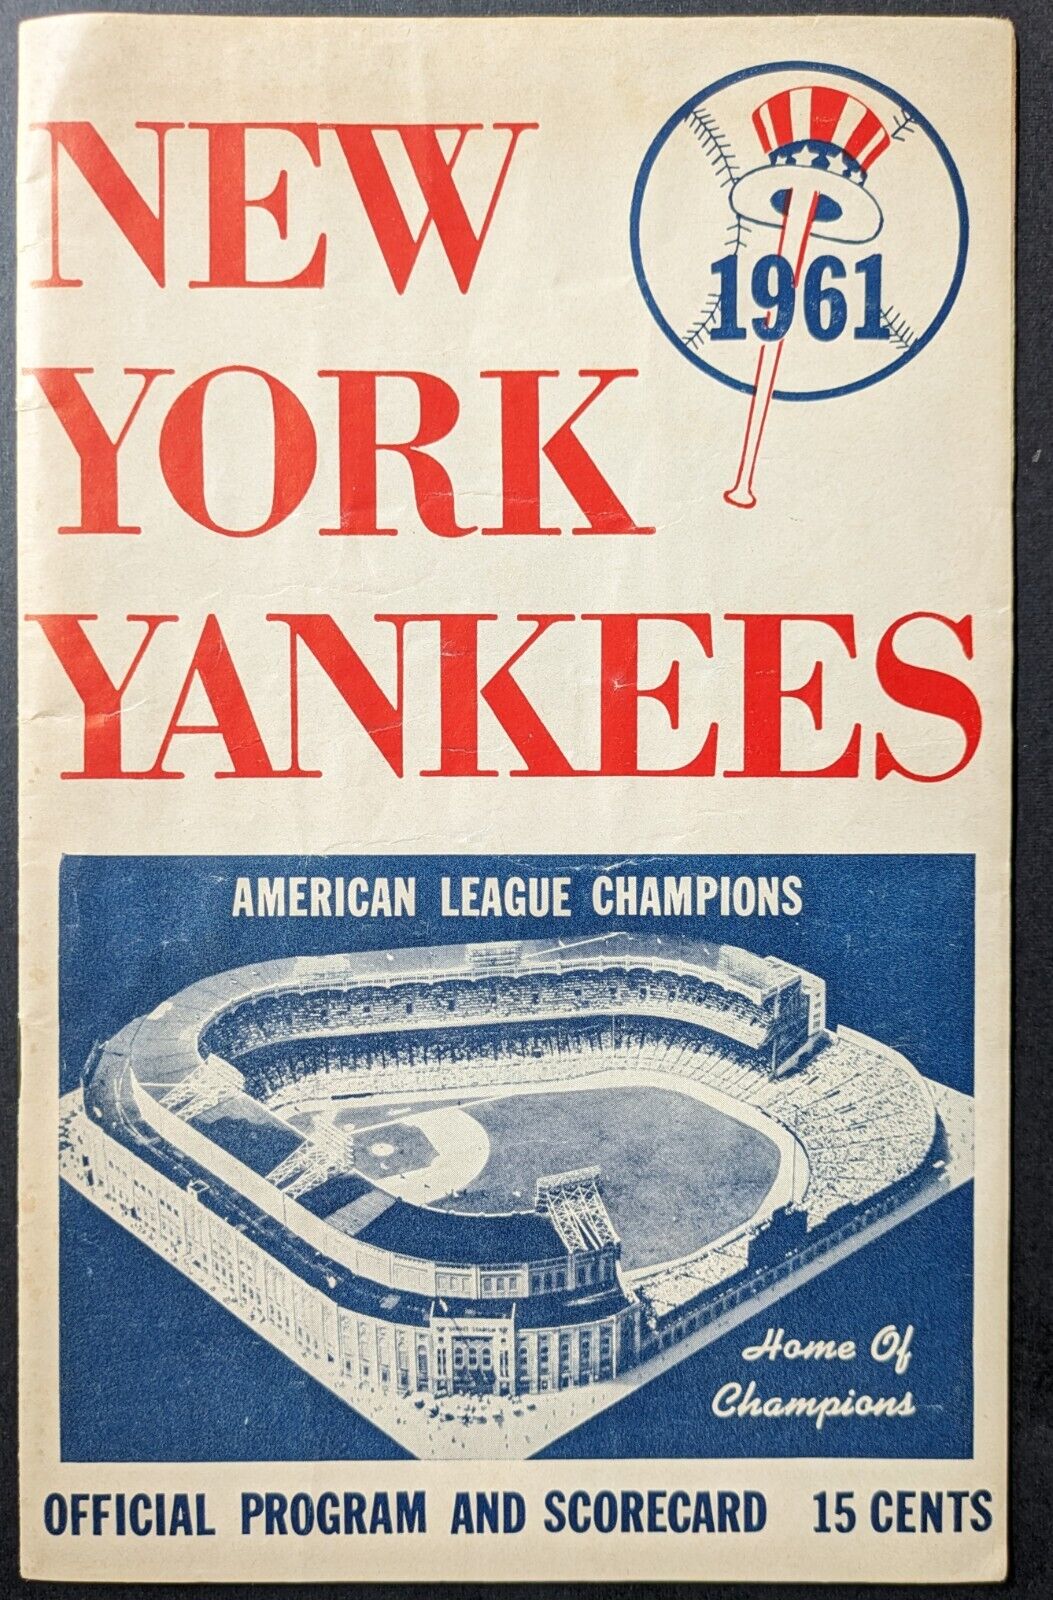 NEW
YORK
YANKEES
1961
AMERICAN LEAGUE CHAMPIONS
Home Of
Champions
OFFICIAL PROGRAM AND SCORECARD 15 CENTS